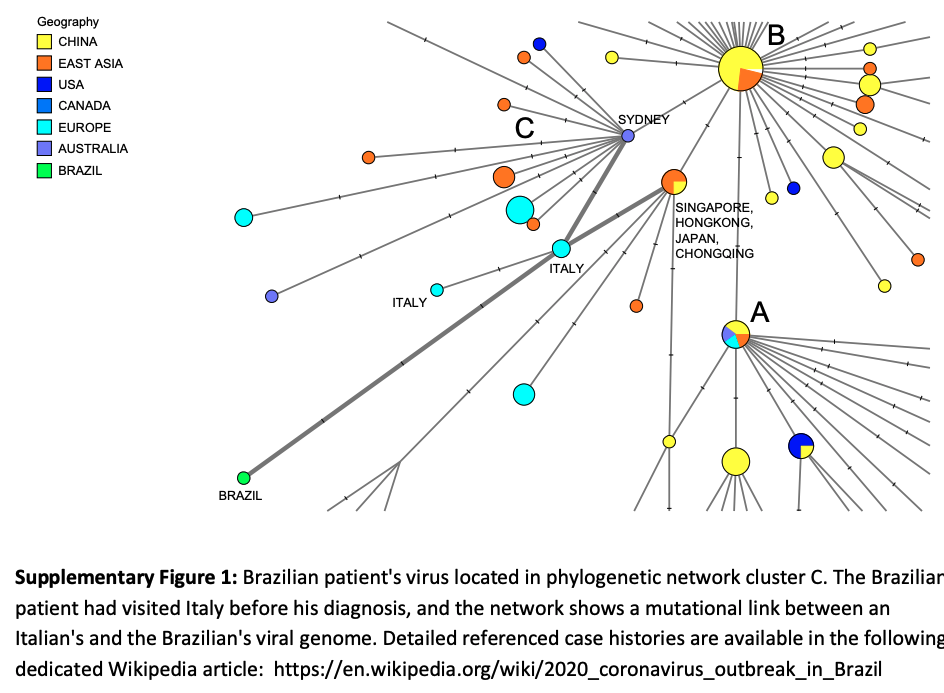 Geography
CHINA
EAST ASIA
USA
CANADA
EUROPE
AUSTRALIA
BRAZIL
B
SYDNEY
C
SINGAPORE,
HONGKONG,
JAPAN,
CHONGQING
ITALY
ITALY
A
BRAZIL
Supplementary Figure 1: Brazilian patient's virus located in phylogenetic network cluster C. The Brazilian
patient had visited Italy before his diagnosis, and the network shows a mutational link between an
Italian's and the Brazilian's viral genome. Detailed referenced case histories are available in the following
dedicated Wikipedia article: https://en.wikipedia.org/wiki/2020_coronavirus_outbreak_in_Brazil